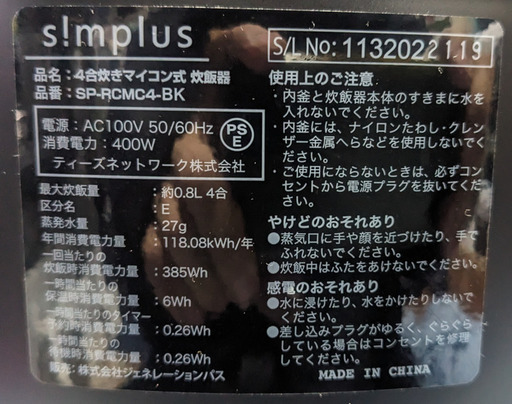 s!mplus
品名：4合炊きマイコン式 炊飯器
品番：SP-RCMC4-BK
電源：AC100V 50/60Hz
消費電力：400W
PS
E
ティーズネットワーク株式会社
最大炊飯量：約0.8L 4合
区分名：E
蒸発水量：27g
年間消費電力量：118.08kWh/年
一回当たりの
炊飯時消費電力量：385Wh
一時間当たりの
保温時消費電力量：6Wh
一時間当たりのタイマー
予約時消費電力量：0.26Wh
一時間当たりの
待機時消費電力量：0.26Wh
販売：株式会社ジェネレーションパス
S/L NO: 113202211.19
使用上のご注意
・内釜と炊飯器本体のすきまに水を
入れないでください。
・内釜には、ナイロンたわし・クレン
ザー金属へらなどを使用しないで
ください。
・ご使用にならないときは、必ずコン
セントから電源プラグを抜いてくだ
さい。
やけどのおそれあり
●蒸気口に手や顔を近づけたり、手で
ふれないでください。
●炊飯中はふたをあけないでください。
感電のおそれあり
●水に浸けたり、水をかけたりしないで
ください。
●差し込みプラグがゆるく、ぐらぐら
している場合はコンセントを修理
してください。
MADE IN CHINA